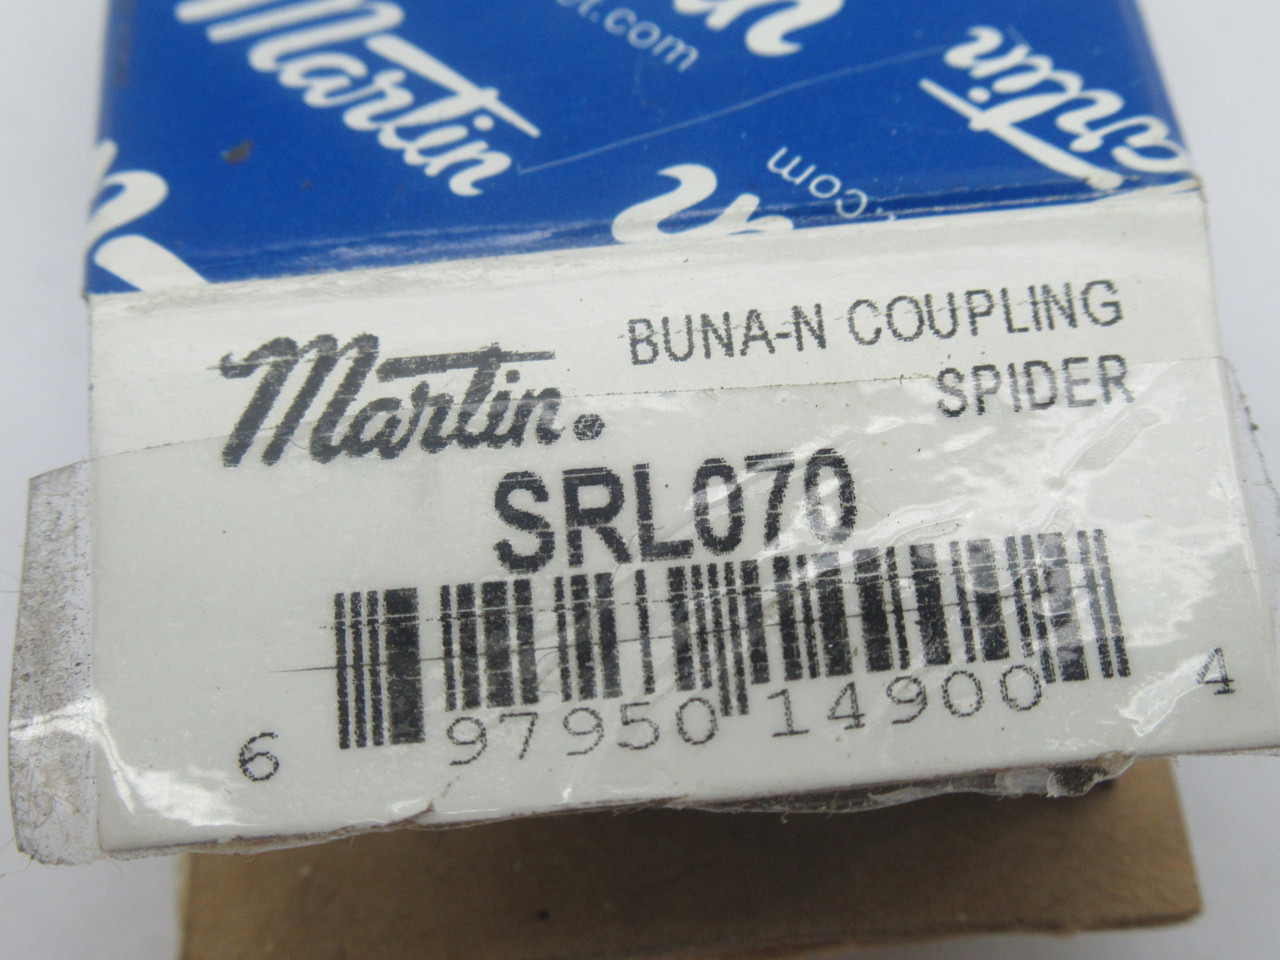 Martin
.com
Martin
.com
Martin.
BUNA-N COUPLING
SPIDER
SRL070
6 97950 14900 4